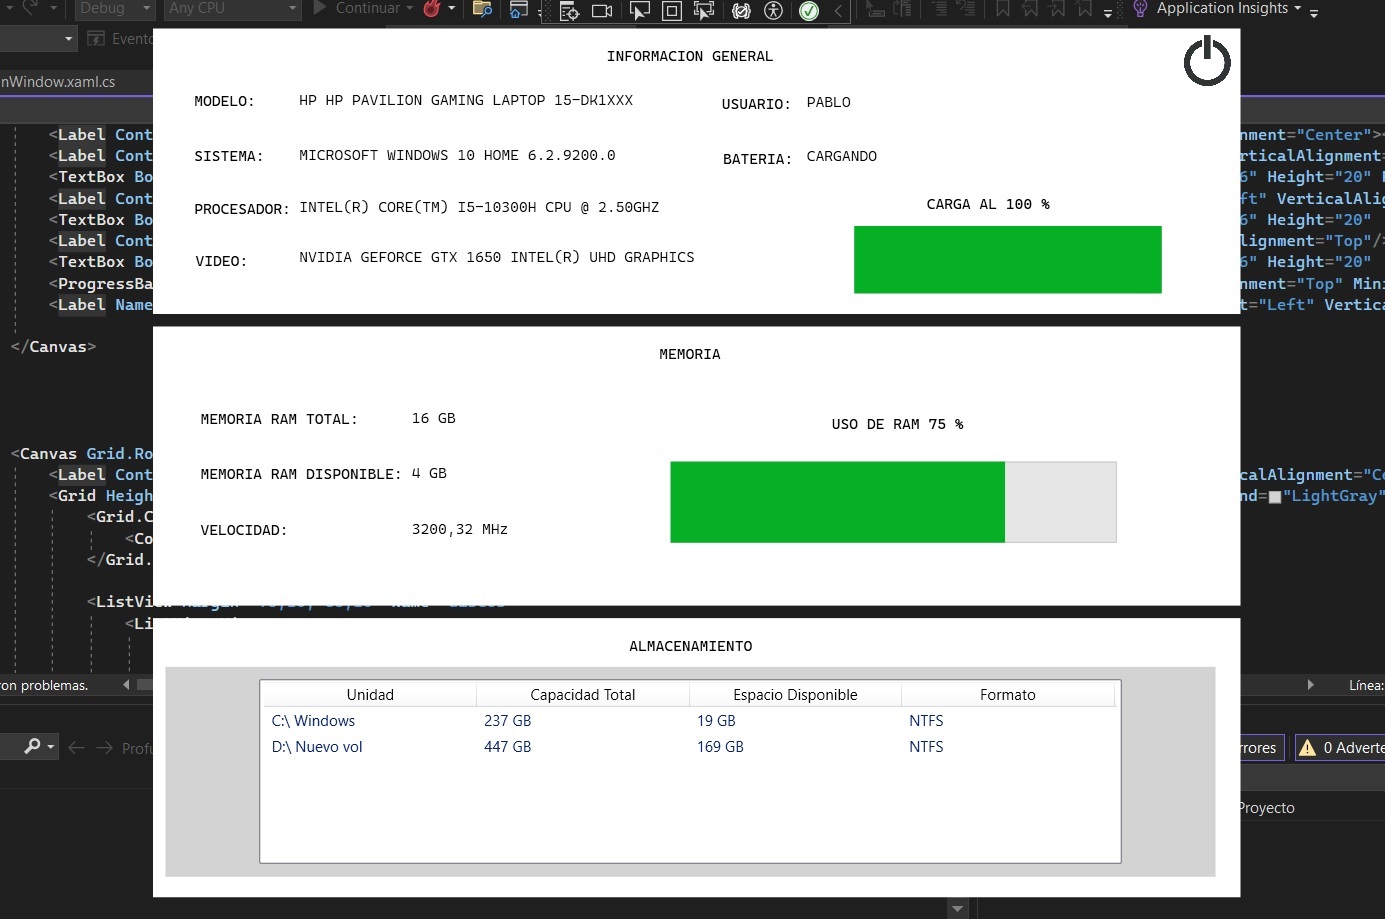 Debug Any CPU Continuar Application Insights
Evento
nWindow.xaml.cs
INFORMACION GENERAL
MODELO: HP HP PAVILION GAMING LAPTOP 15-DK1XXX USUARIO: PABLO
SISTEMA: MICROSOFT WINDOWS 10 HOME 6.2.9200.0 BATERIA: CARGANDO
PROCESADOR: INTEL(R) CORE(TM) I5-10300H CPU @ 2.50GHZ CARGA AL 100 %
VIDEO: NVIDIA GEFORCE GTX 1650 INTEL(R) UHD GRAPHICS
<Label Cont nment="Center">
<Label Cont rticalAlignment=
<TextBox Bo 6" Height="20"
<Label Cont ft" VerticalAlig
<TextBox Bo 6" Height="20"
<Label Cont lignment="Top"/>
<TextBox Bo 6" Height="20"
<ProgressBa nment="Top" Mini
<Label Name t="Left" Vertica
</Canvas>
MEMORIA
MEMORIA RAM TOTAL: 16 GB USO DE RAM 75 %
MEMORIA RAM DISPONIBLE: 4 GB
VELOCIDAD: 3200,32 MHz
<Canvas Grid.Ro
<Label Cont calAlignment="Ce
<Grid Heigh nd="LightGray"
<Grid.C
<Co
</Grid.
<ListView
<Li
ALMACENAMIENTO
Unidad Capacidad Total Espacio Disponible Formato
C:\ Windows 237 GB 19 GB NTFS
D:\ Nuevo vol 447 GB 169 GB NTFS
ron problemas. Línea:
Profu rrores 0 Adverte
Proyecto